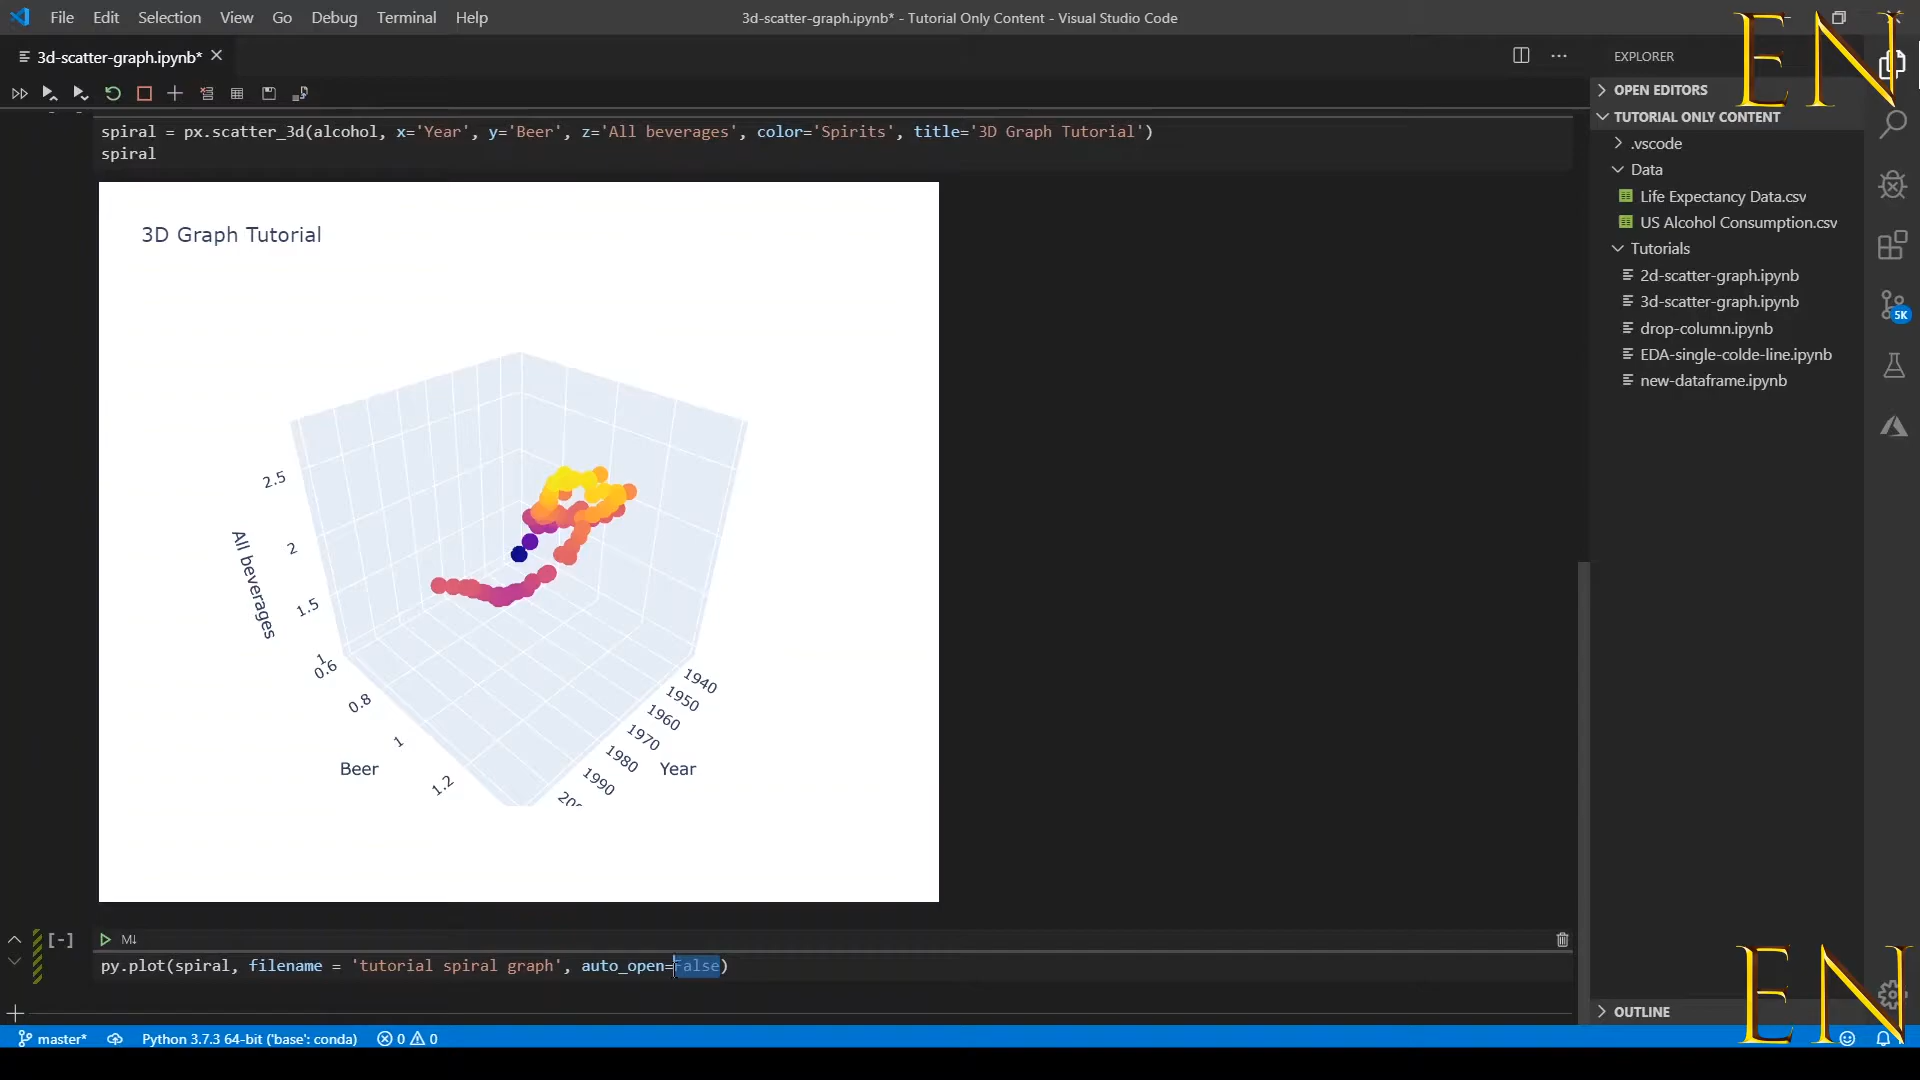 File Edit Selection View Go Debug Terminal Help
3d-scatter-graph.ipynb* - Tutorial Only Content - Visual Studio Code
EN
3d-scatter-graph.ipynb*
EXPLORER
OPEN EDITORS
TUTORIAL ONLY CONTENT
.vscode
Data
Life Expectancy Data.csv
US Alcohol Consumption.csv
Tutorials
2d-scatter-graph.ipynb
3d-scatter-graph.ipynb
drop-column.ipynb
EDA-single-colde-line.ipynb
new-dataframe.ipynb
5K
spiral = px.scatter_3d(alcohol, x='Year', y='Beer', z='All beverages', color='Spirits', title='3D Graph Tutorial')
spiral
3D Graph Tutorial
2.5
2
1.5
1
All beverages
0.6
0.8
1
1.2
Beer
1940
1950
1960
1970
1980
1990
Year
[-]
M↓
py.plot(spiral, filename = 'tutorial spiral graph', auto_open=False)
OUTLINE
EN
master*
Python 3.7.3 64-bit ('base': conda)
0 0